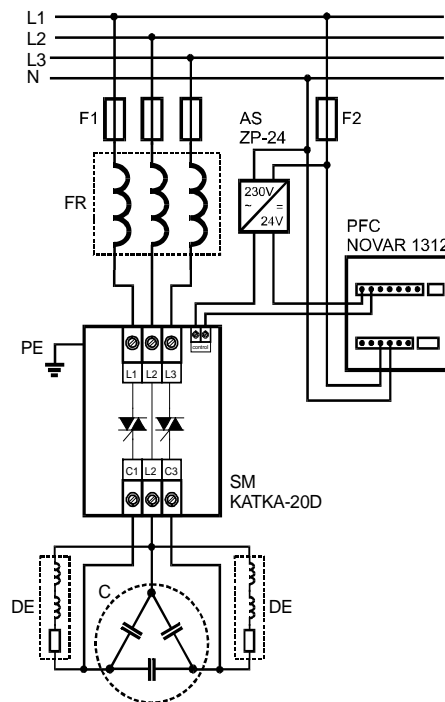 L1
L2
L3
N
F1
AS
ZP-24
F2
FR
230V
~ =
24V
PFC
NOVAR 1312
PE
control
L1 L2 L3
C1 L2 C3
SM
KATKA-20D
DE
C
DE